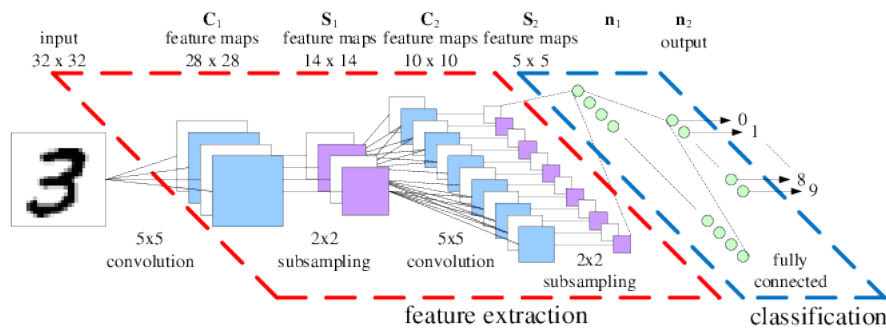 input
32 x 32
C1
feature maps
28 x 28
S1
feature maps
14 x 14
C2
feature maps
10 x 10
S2
feature maps
5 x 5
n1
n2
output
3
0
1
8
9
5x5
convolution
2x2
subsampling
5x5
convolution
2x2
subsampling
fully
connected
feature extraction
classification